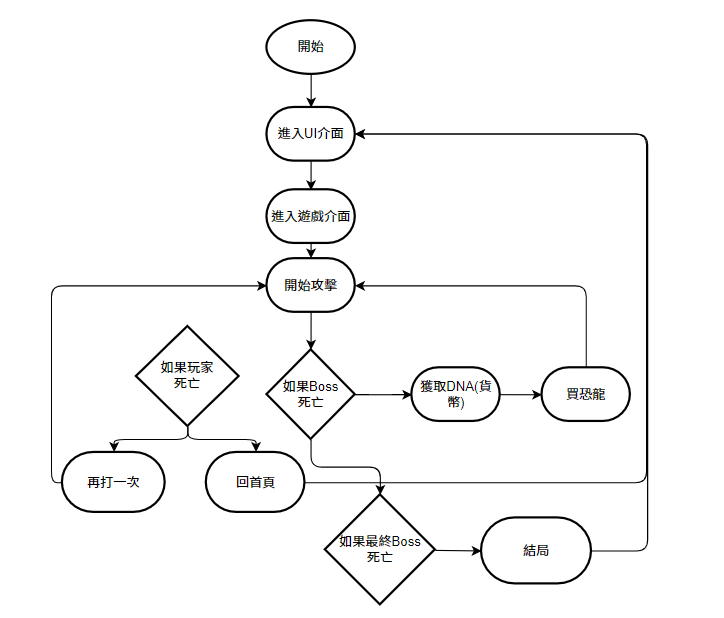 開始
進入UI介面
進入遊戲介面
開始攻擊
如果玩家
死亡
如果Boss
死亡
獲取DNA(貨
幣)
買恐龍
再打一次
回首頁
如果最終Boss
死亡
結局